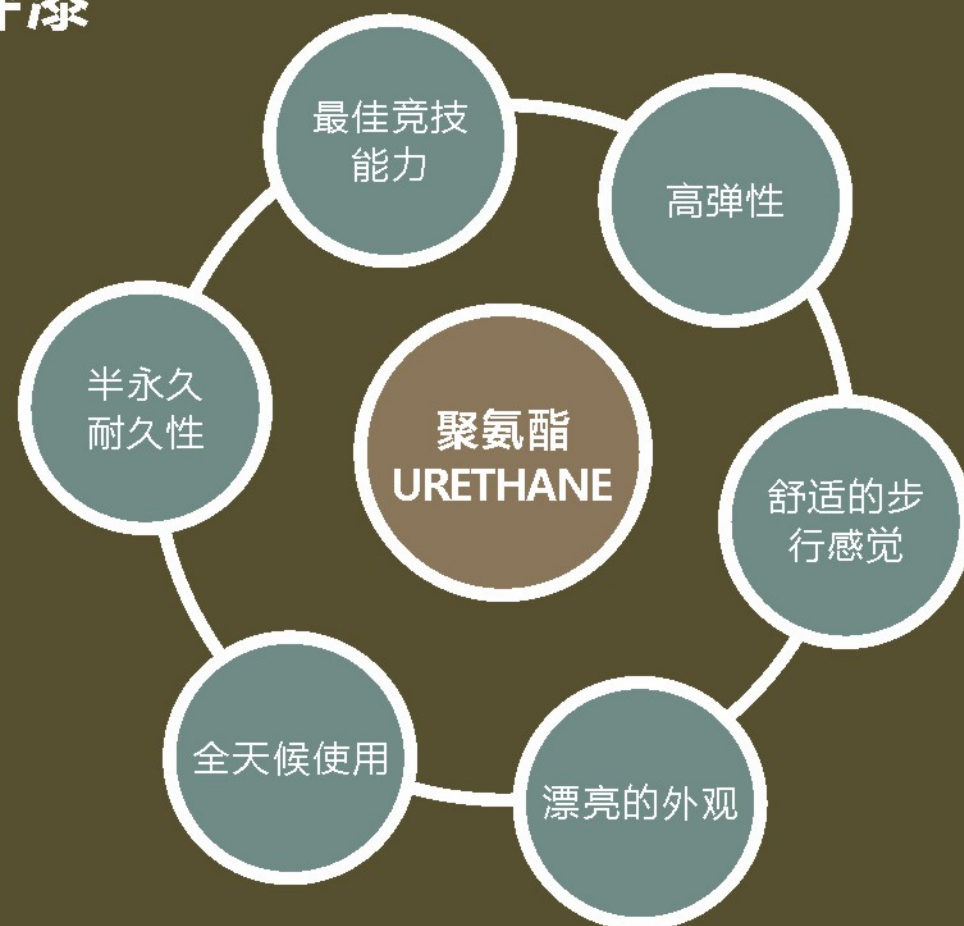 漆
最佳竞技
能力
高弹性
半永久
耐久性
聚氨酯
URETHANE
舒适的步
行感觉
全天候使用
漂亮的外观